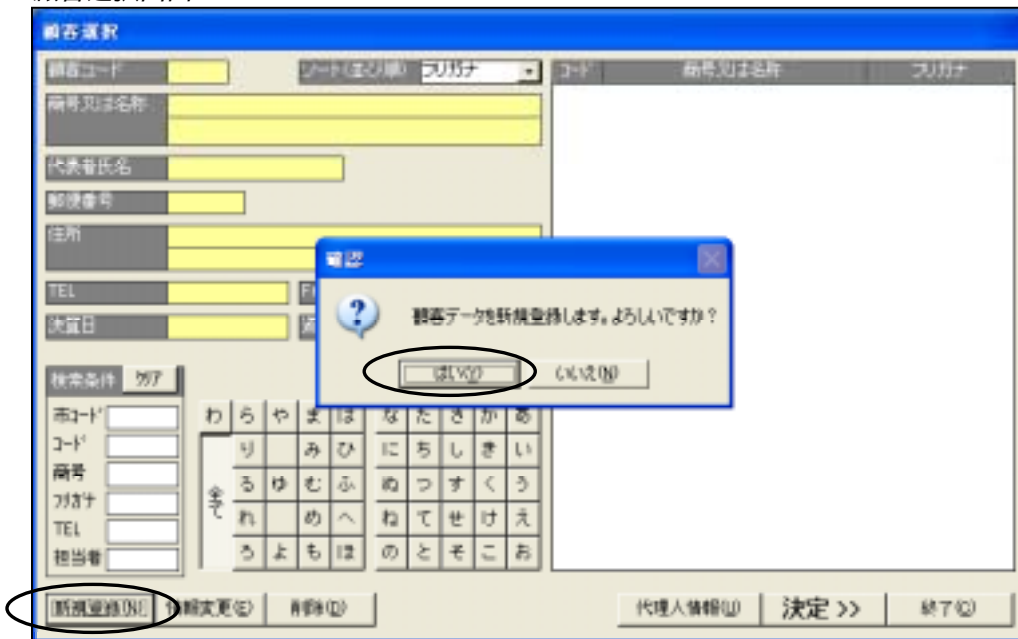 顧客選択
顧客コード ソート(並び順) フリガナ コード 商号又は名称 フリガナ
商号又は名称
代表者氏名
郵便番号
住所
確認
TEL
顧客データを新規登録します。よろしいですか?
決算日
はい(Y) いいえ(N)
検索条件 クリア
市コード わ ら や ま は な た さ か あ
コード り み ひ に ち し き い
商号 全て る ゆ む ふ ぬ つ す く う
フリガナ れ め へ ね て せ け え
TEL
担当者 ろ よ も ほ の と そ こ お
新規登録(N) 情報変更(E) 削除(D) 代理人情報(U) 決定 >> 終了(C)